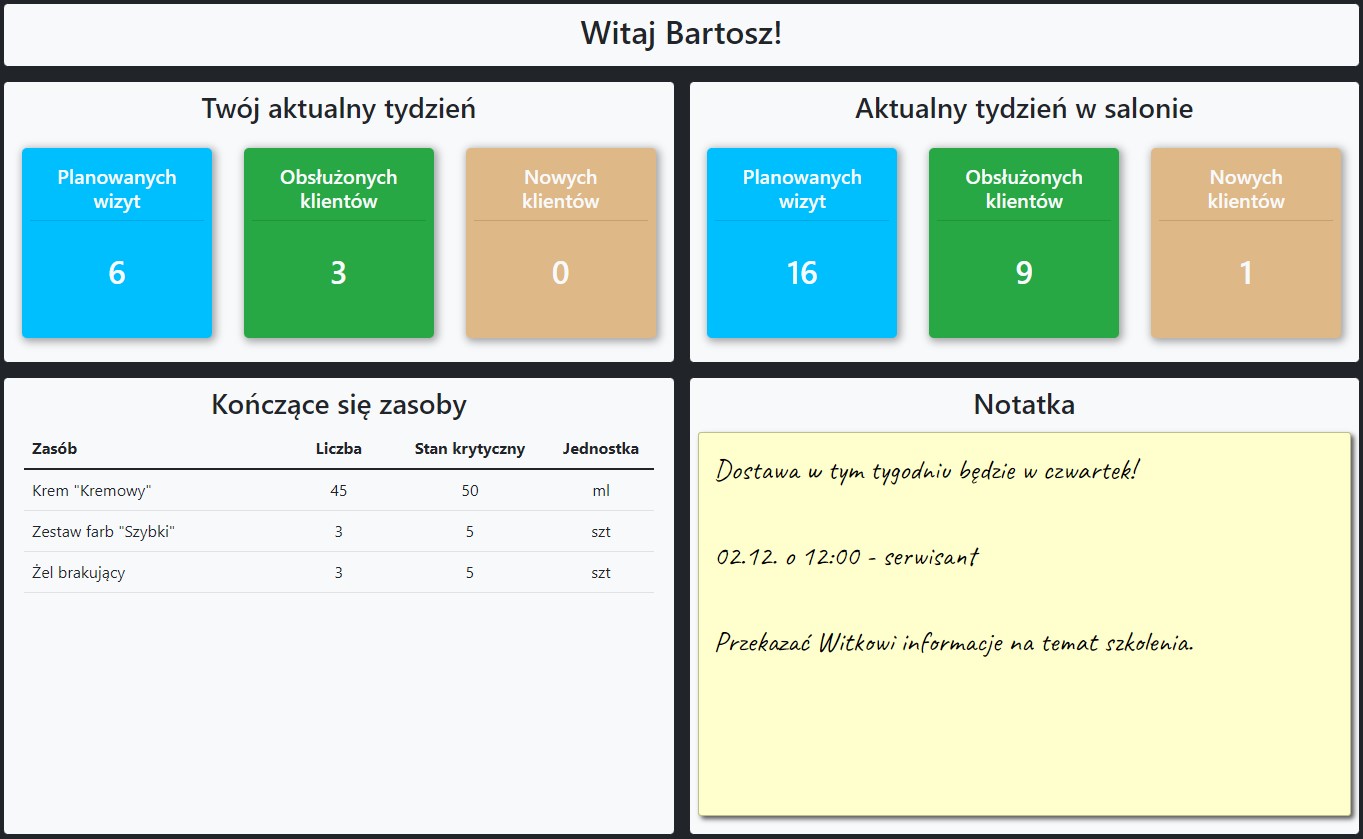 Witaj Bartosz!
Twój aktualny tydzień
Planowanych
wizyt
6
Obsłużonych
klientów
3
Nowych
klientów
0
Aktualny tydzień w salonie
Planowanych
wizyt
16
Obsłużonych
klientów
9
Nowych
klientów
1
Kończące się zasoby
Zasób Liczba Stan krytyczny Jednostka
Krem "Kremowy" 45 50 ml
Zestaw farb "Szybki" 3 5 szt
Żel brakujący 3 5 szt
Notatka
Dostawa w tym tygodniu będzie w czwartek!
02.12. o 12:00 - serwisant
Przekazać Witkowi informacje na temat szkolenia.